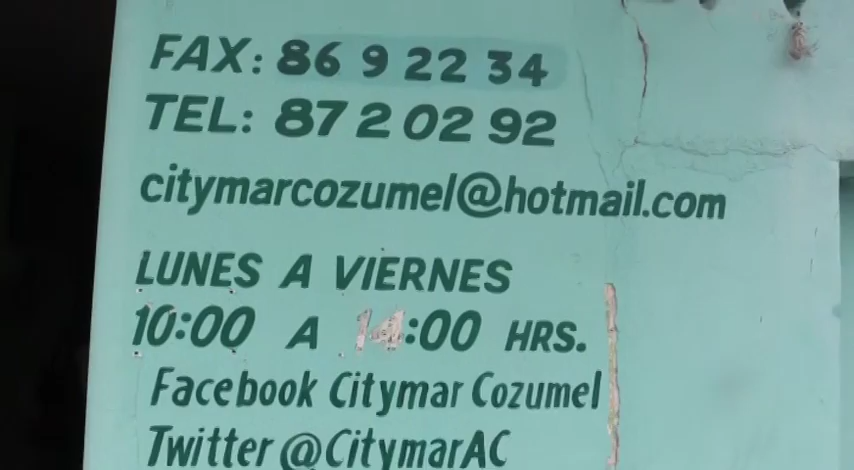 FAX: 86 9 22 34
TEL: 87 2 02 92
citymarcozumel@hotmail.com
LUNES A VIERNES
10:00 A 14:00 HRS.
Facebook Citymar Cozumel
Twitter @CitymarAC